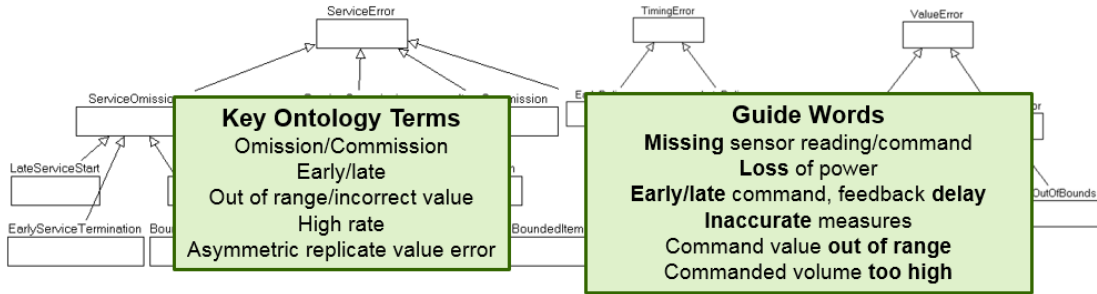 ServiceError
TimingError
ValueError
ServiceOmission
LateServiceStart
EarlyServiceTermination
Key Ontology Terms
Omission/Commission
Early/late
Out of range/incorrect value
High rate
Asymmetric replicate value error
BoundedItem
Guide Words
Missing sensor reading/command
Loss of power
Early/late command, feedback delay
Inaccurate measures
Command value out of range
Commanded volume too high
OutOfBounds